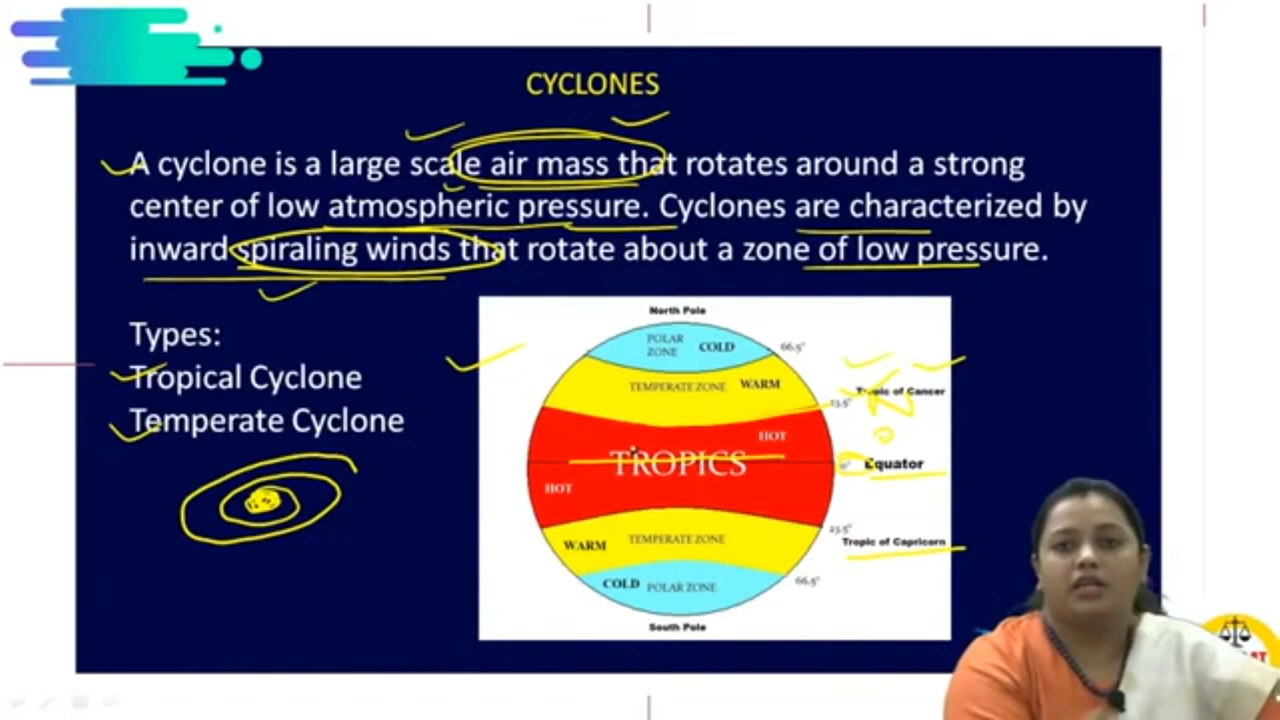 CYCLONES
A cyclone is a large scale air mass that rotates around a strong
center of low atmospheric pressure. Cyclones are characterized by
inward spiraling winds that rotate about a zone of low pressure.
Types:
Tropical Cyclone
Temperate Cyclone
North Pole
POLAR
ZONE
COLD
66.5°
TEMPERATE ZONE
WARM
Tropic of Cancer
23.5°
HOT
TROPICS
0°
Equator
HOT
23.5°
Tropic of Capricorn
WARM
TEMPERATE ZONE
66.5°
COLD
POLAR ZONE
South Pole